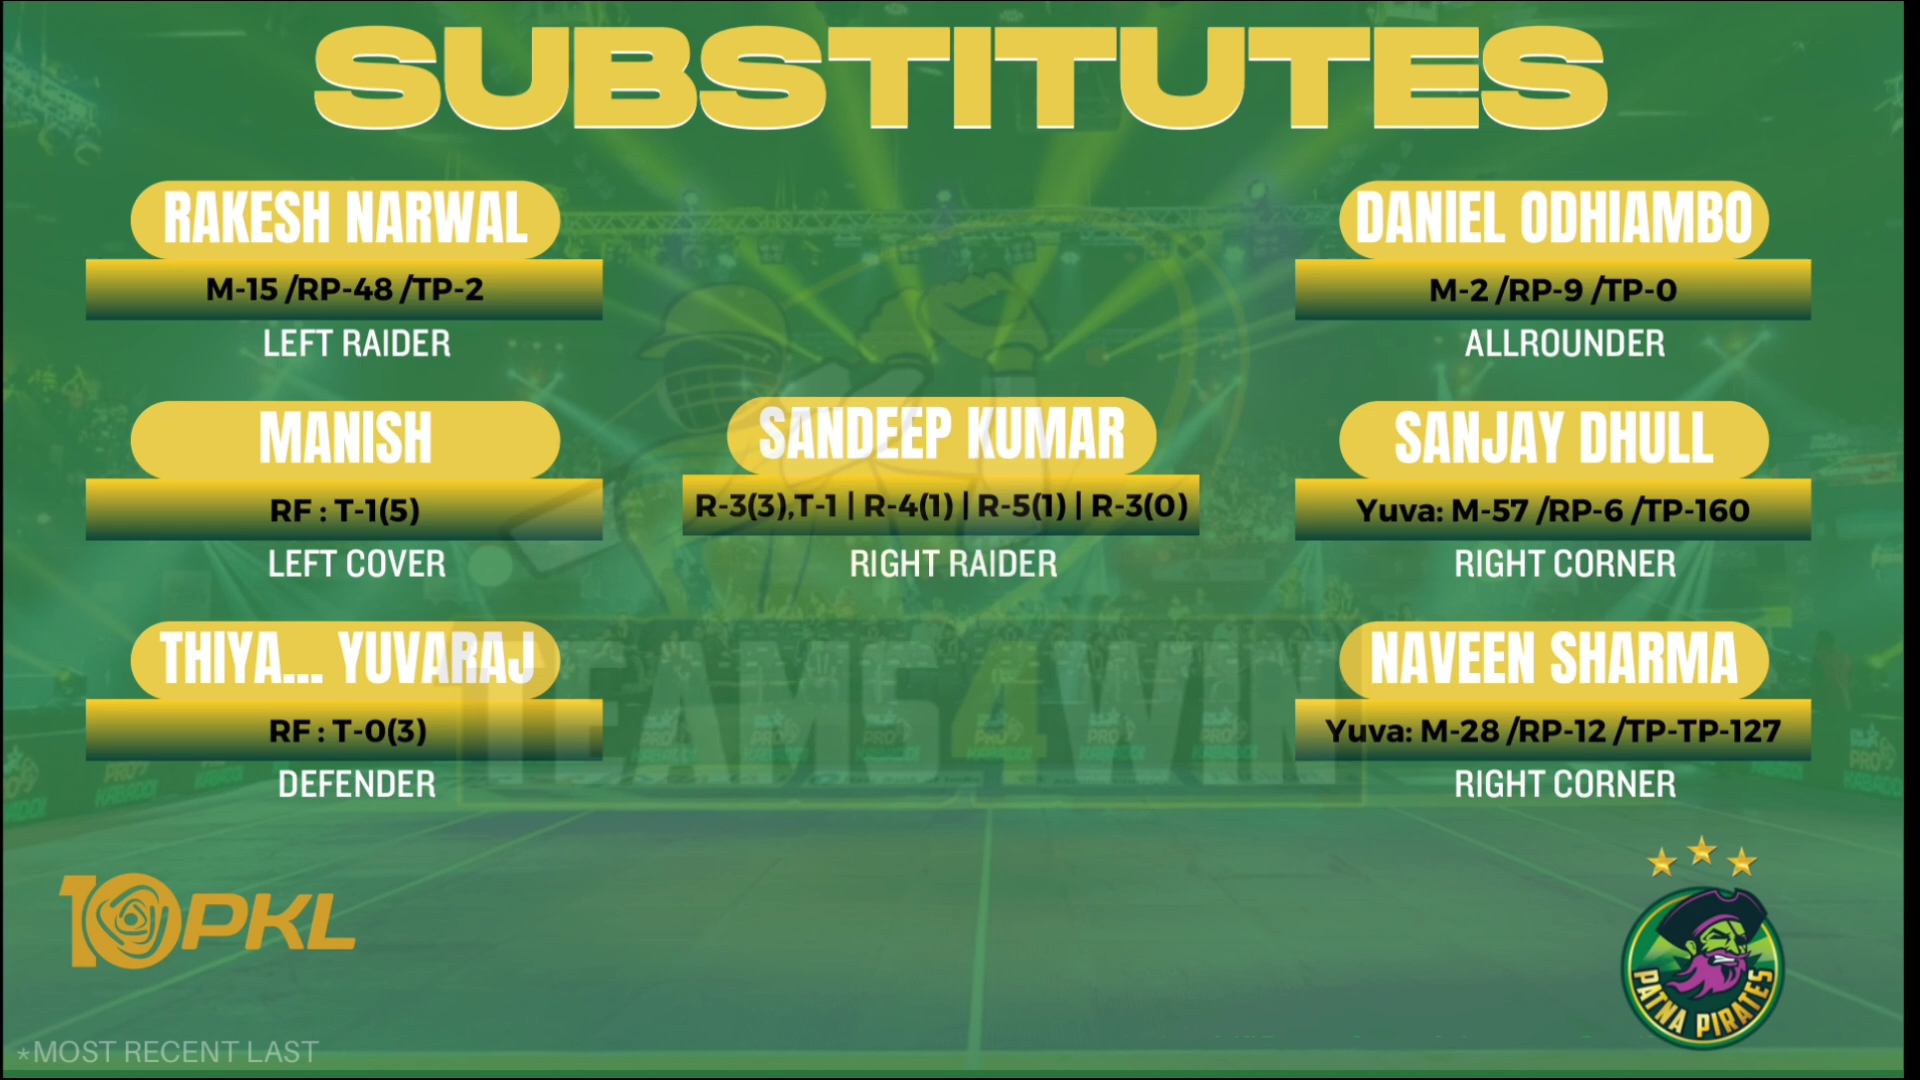 SUBSTITUTES
RAKESH NARWAL
M-15 /RP-48 /TP-2
LEFT RAIDER
DANIEL ODHIAMBO
M-2 /RP-9 /TP-0
ALLROUNDER
MANISH
RF : T-1(5)
LEFT COVER
SANDEEP KUMAR
R-3(3),T-1 | R-4(1) | R-5(1) | R-3(0)
RIGHT RAIDER
SANJAY DHULL
Yuva: M-57 /RP-6 /TP-160
RIGHT CORNER
THIYA... YUVARAJ
RF : T-0(3)
DEFENDER
NAVEEN SHARMA
Yuva: M-28 /RP-12 /TP-TP-127
RIGHT CORNER
TEAMS4WIN
10 PKL
PATNA PIRATES
*MOST RECENT LAST